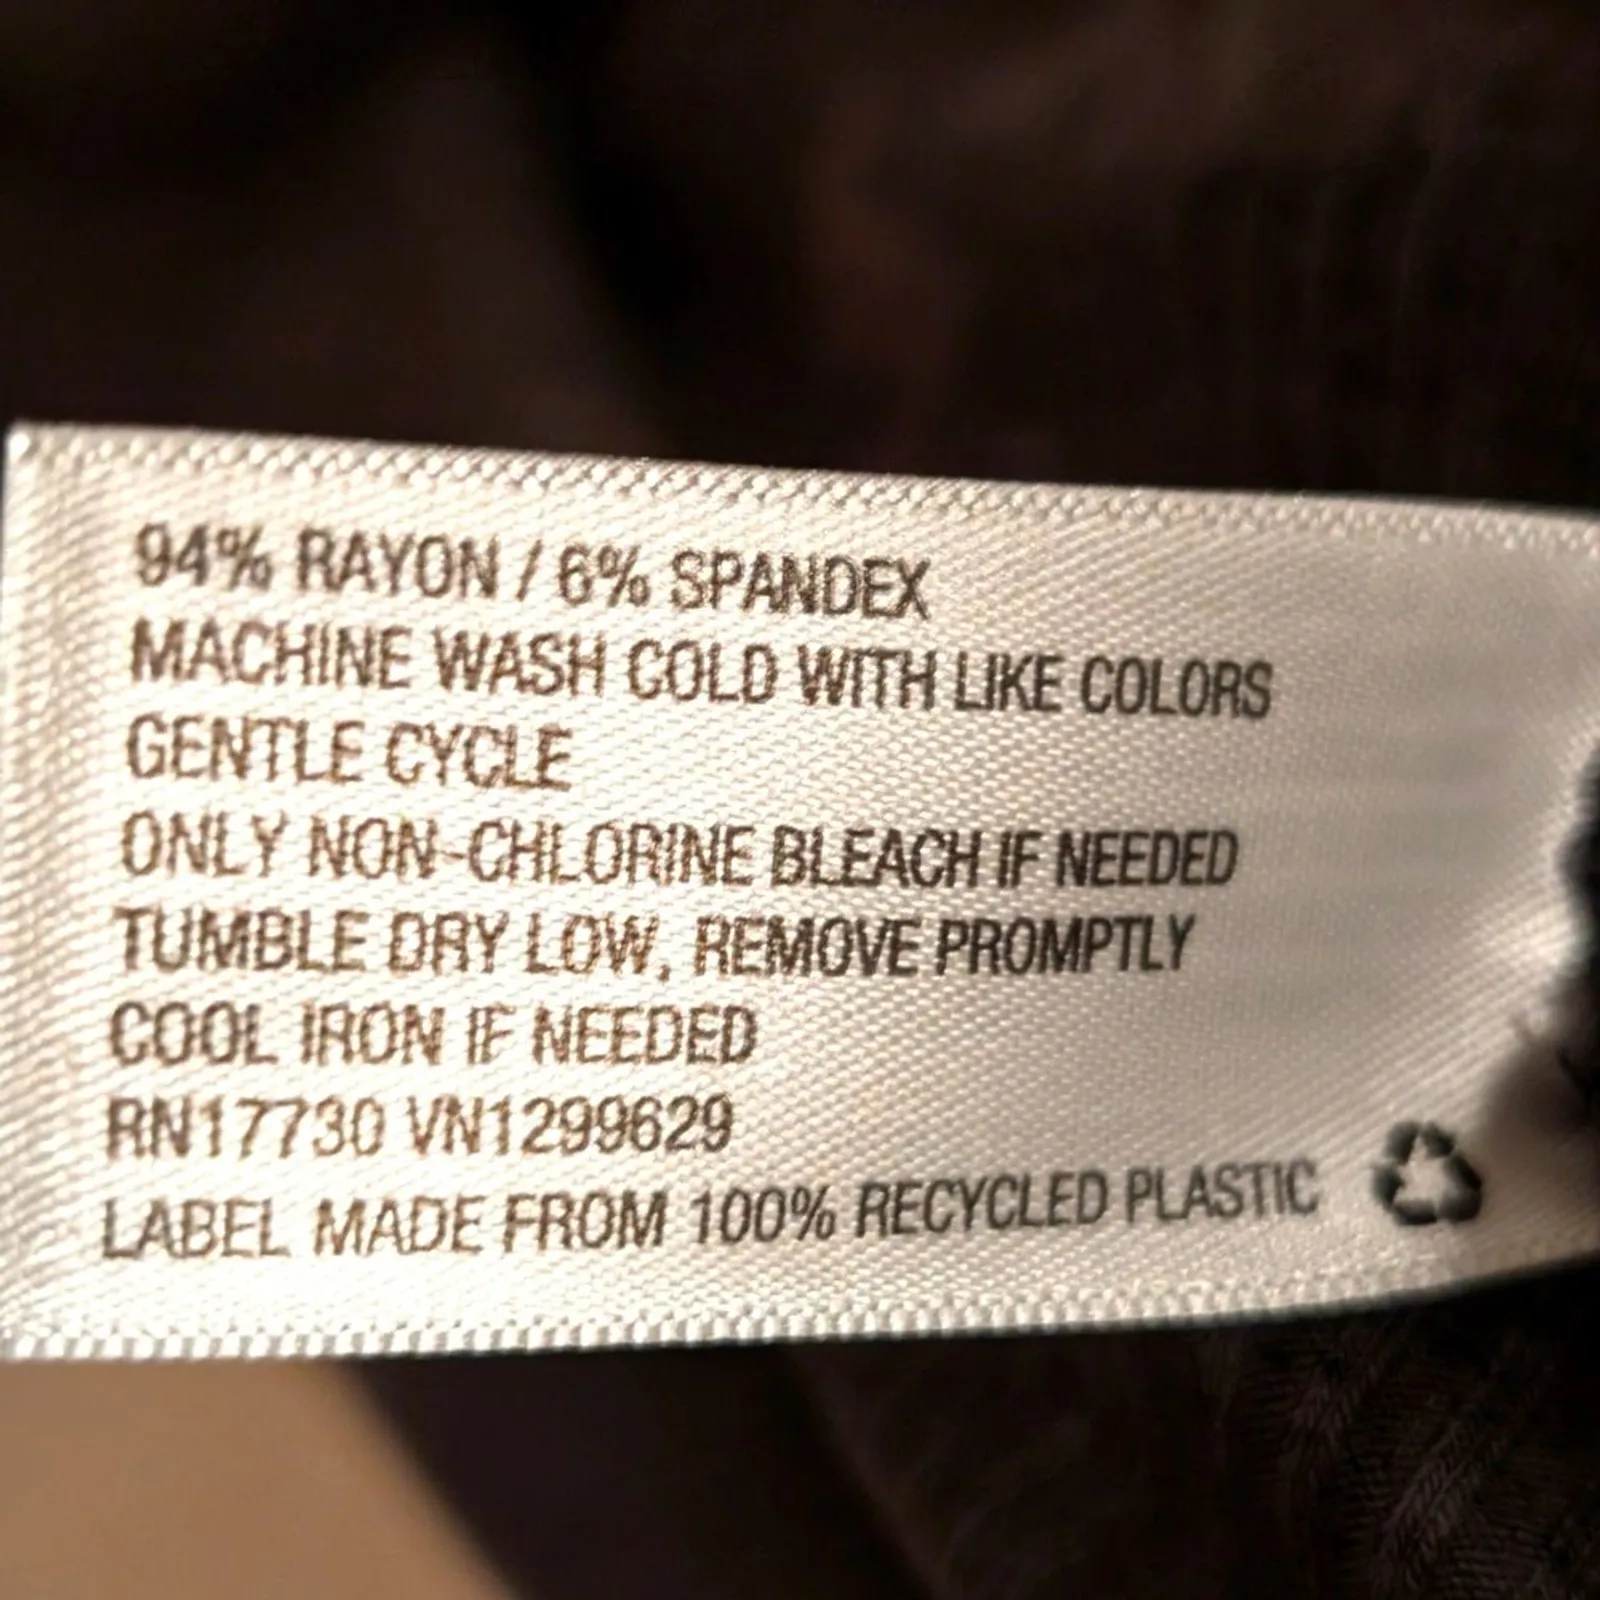 94% RAYON / 6% SPANDEX
MACHINE WASH COLD WITH LIKE COLORS
GENTLE CYCLE
ONLY NON-CHLORINE BLEACH IF NEEDED
TUMBLE DRY LOW, REMOVE PROMPTLY
COOL IRON IF NEEDED
RN17730 VN1299629
LABEL MADE FROM 100% RECYCLED PLASTIC